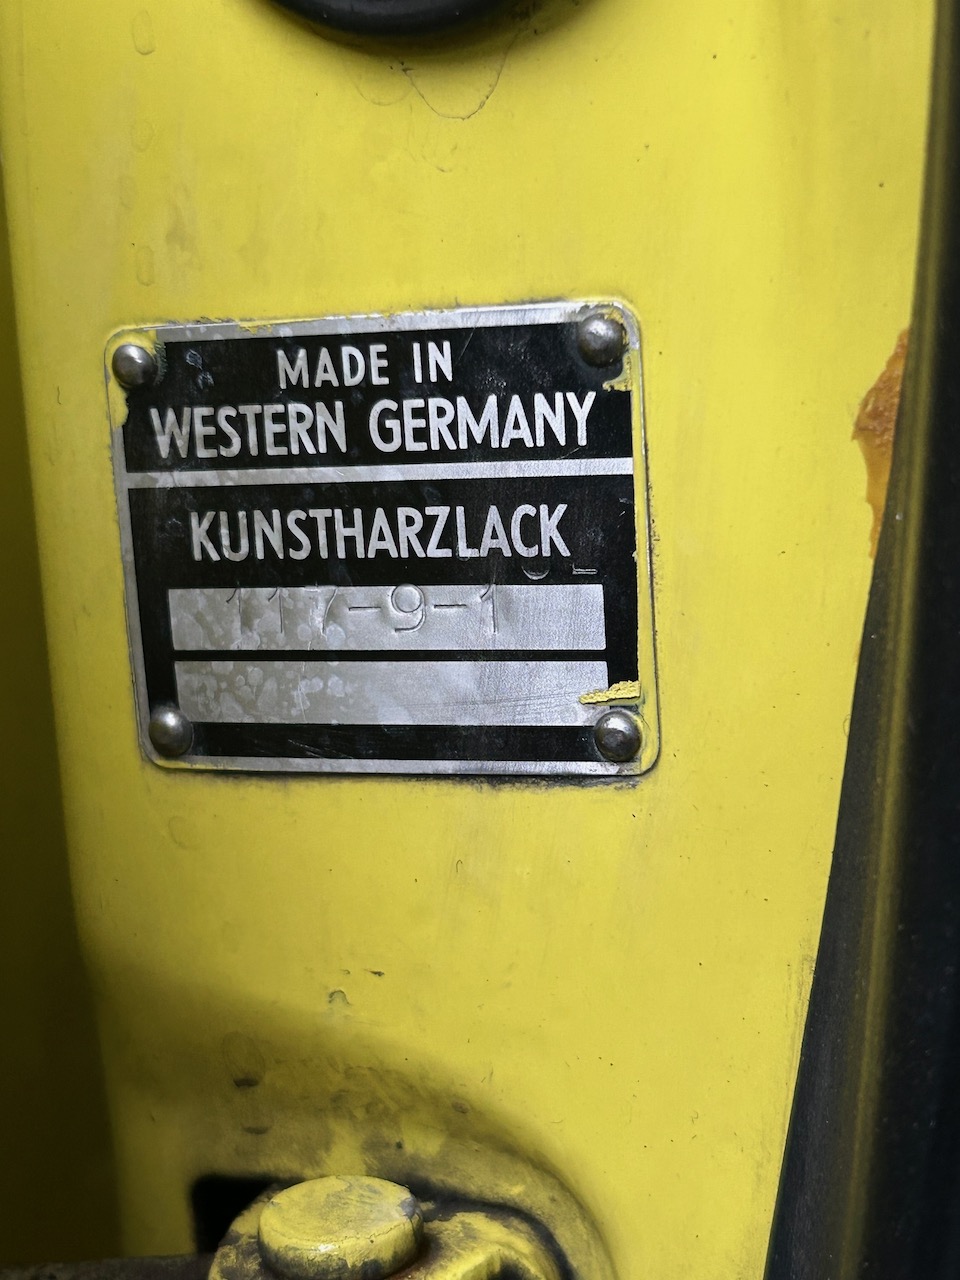 MADE IN
WESTERN GERMANY
KUNSTHARZLACK
117-9-1